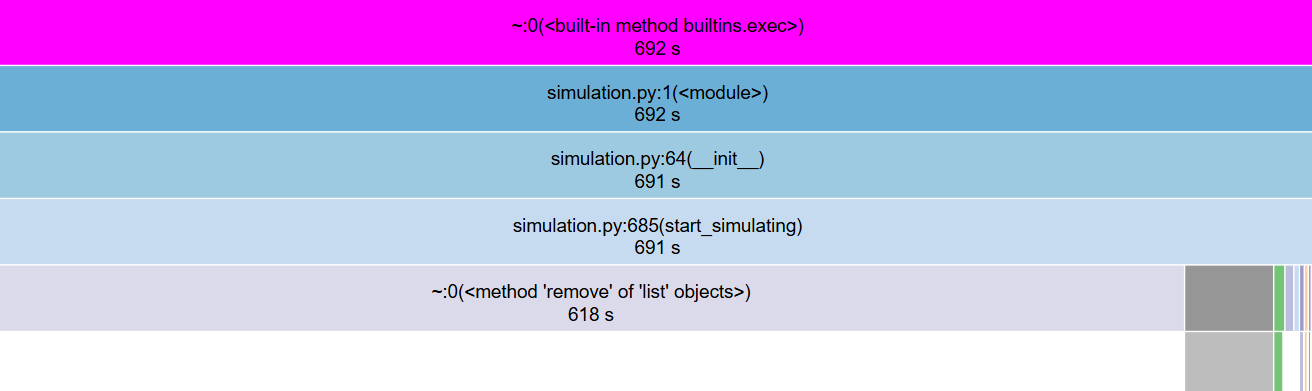 ~:0(<built-in method builtins.exec>)
692 s
simulation.py:1(<module>)
692 s
simulation.py:64(__init__)
691 s
simulation.py:685(start_simulating)
691 s
~:0(<method 'remove' of 'list' objects>)
618 s